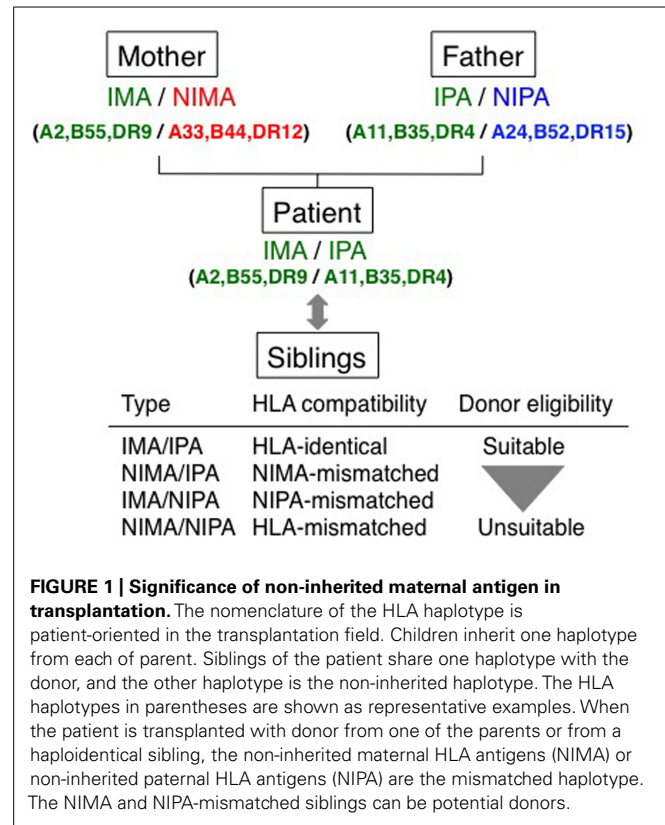 Mother Father
IMA / NIMA IPA / NIPA
(A2,B55,DR9 / A33,B44,DR12) (A11,B35,DR4 / A24,B52,DR15)
Patient
IMA / IPA
(A2,B55,DR9 / A11,B35,DR4)
Siblings
Type HLA compatibility Donor eligibility
IMA/IPA HLA-identical Suitable
NIMA/IPA NIMA-mismatched
IMA/NIPA NIPA-mismatched
NIMA/NIPA HLA-mismatched Unsuitable
FIGURE 1 | Significance of non-inherited maternal antigen in
transplantation. The nomenclature of the HLA haplotype is
patient-oriented in the transplantation field. Children inherit one haplotype
from each of parent. Siblings of the patient share one haplotype with the
donor, and the other haplotype is the non-inherited haplotype. The HLA
haplotypes in parentheses are shown as representative examples. When
the patient is transplanted with donor from one of the parents or from a
haploidentical sibling, the non-inherited maternal HLA antigens (NIMA) or
non-inherited paternal HLA antigens (NIPA) are the mismatched haplotype.
The NIMA and NIPA-mismatched siblings can be potential donors.